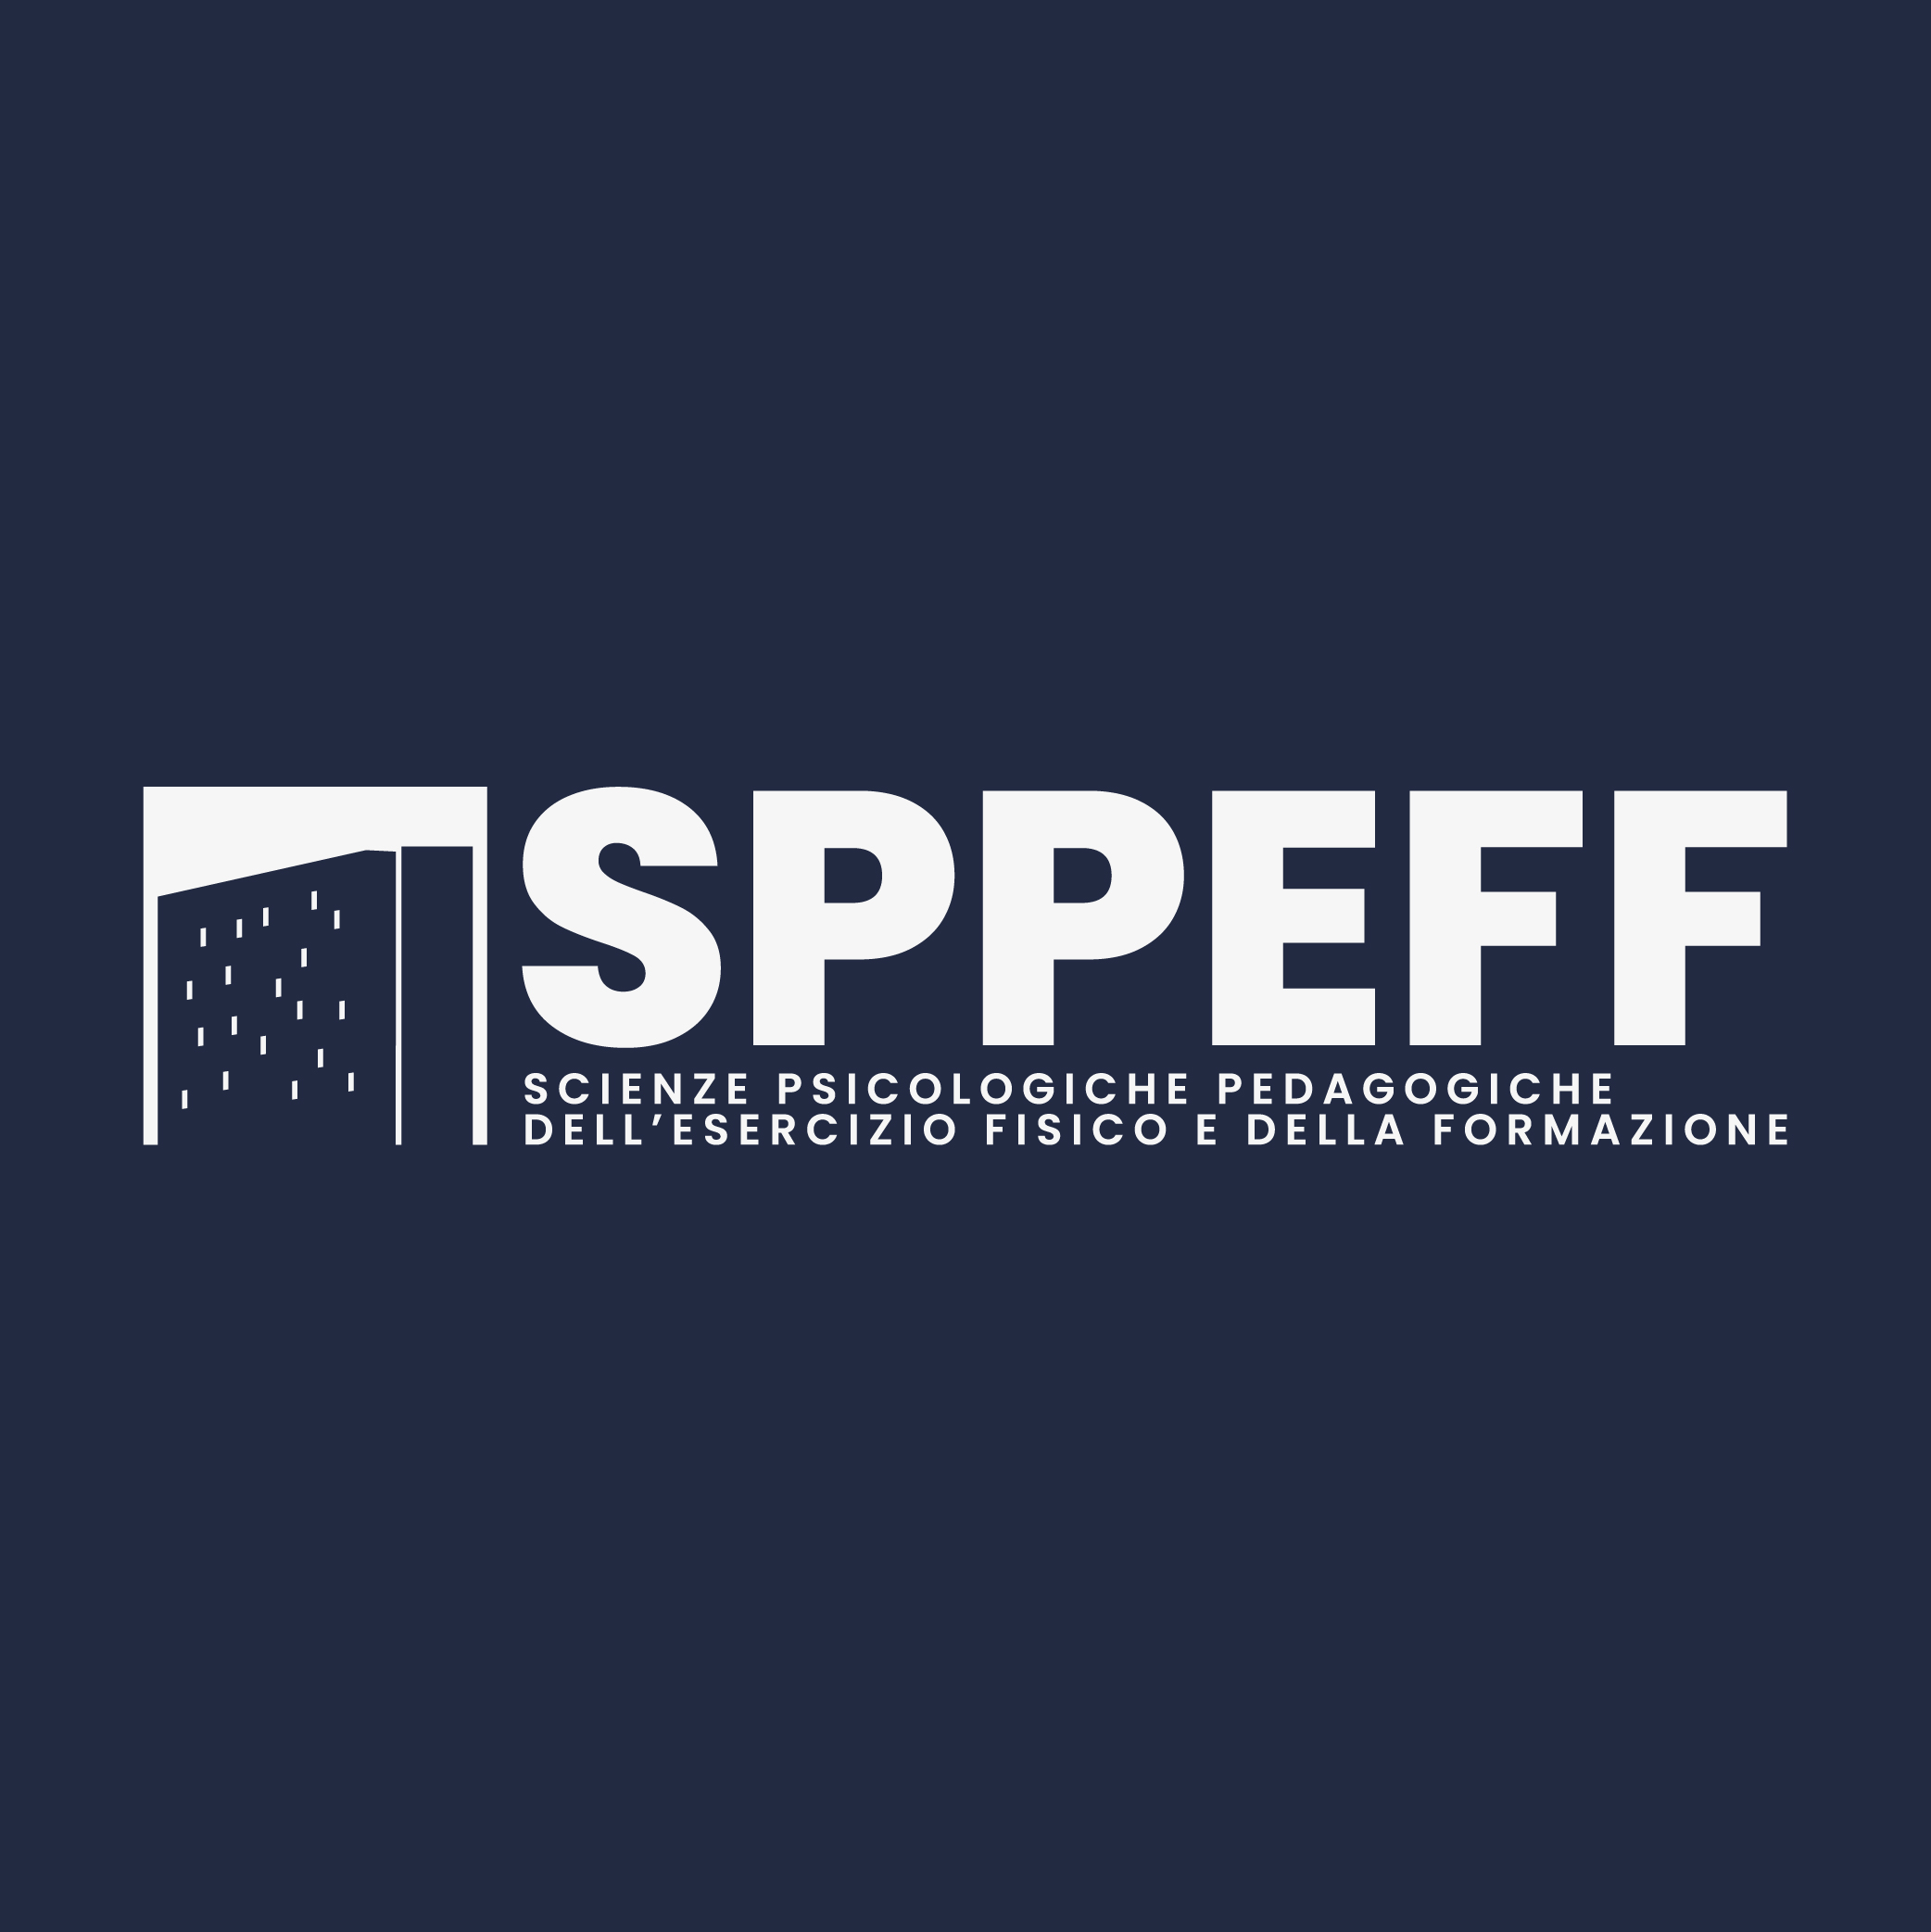 SPPEFF
SCIENZE PSICOLOGICHE PEDAGOGICHE
DELL'ESERCIZIO FISICO E DELLA FORMAZIONE